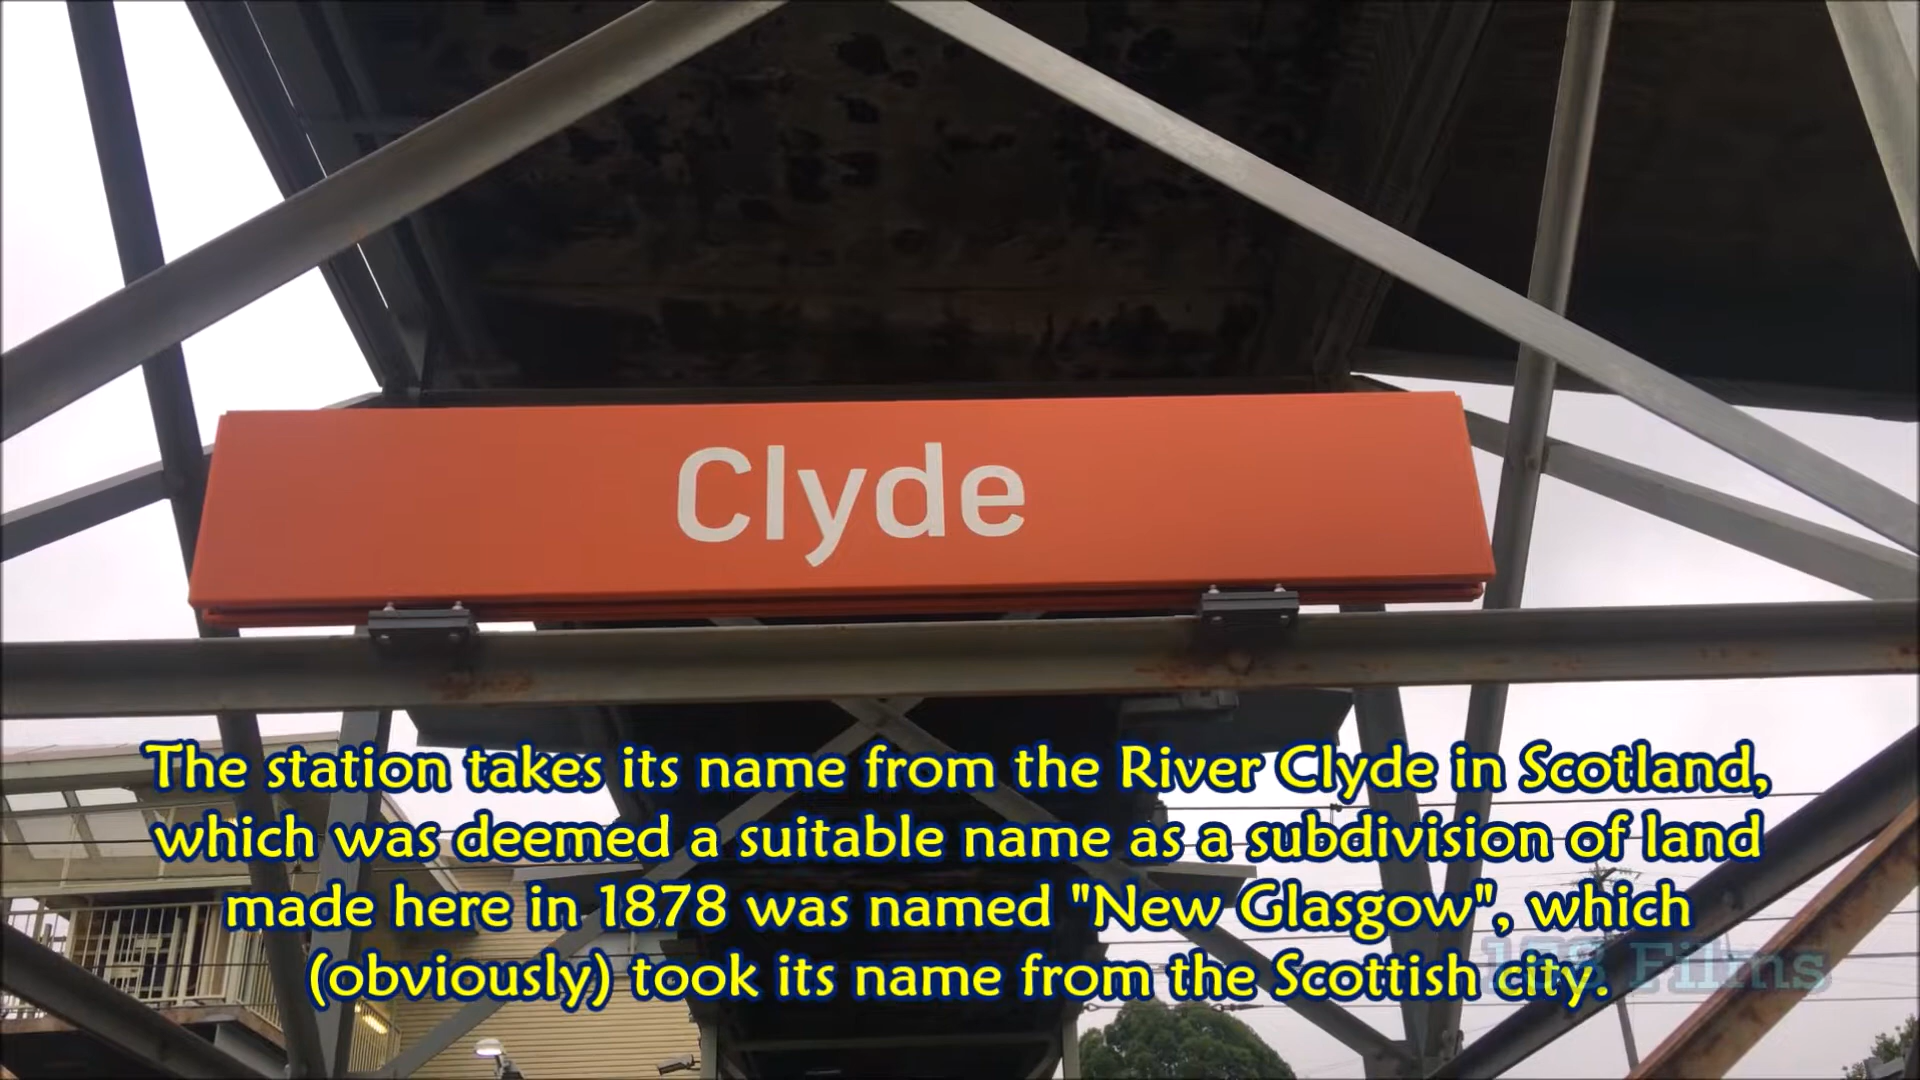 Clyde
The station takes its name from the River Clyde in Scotland,
which was deemed a suitable name as a subdivision of land
made here in 1878 was named "New Glasgow", which
(obviously) took its name from the Scottish city.
158 Films